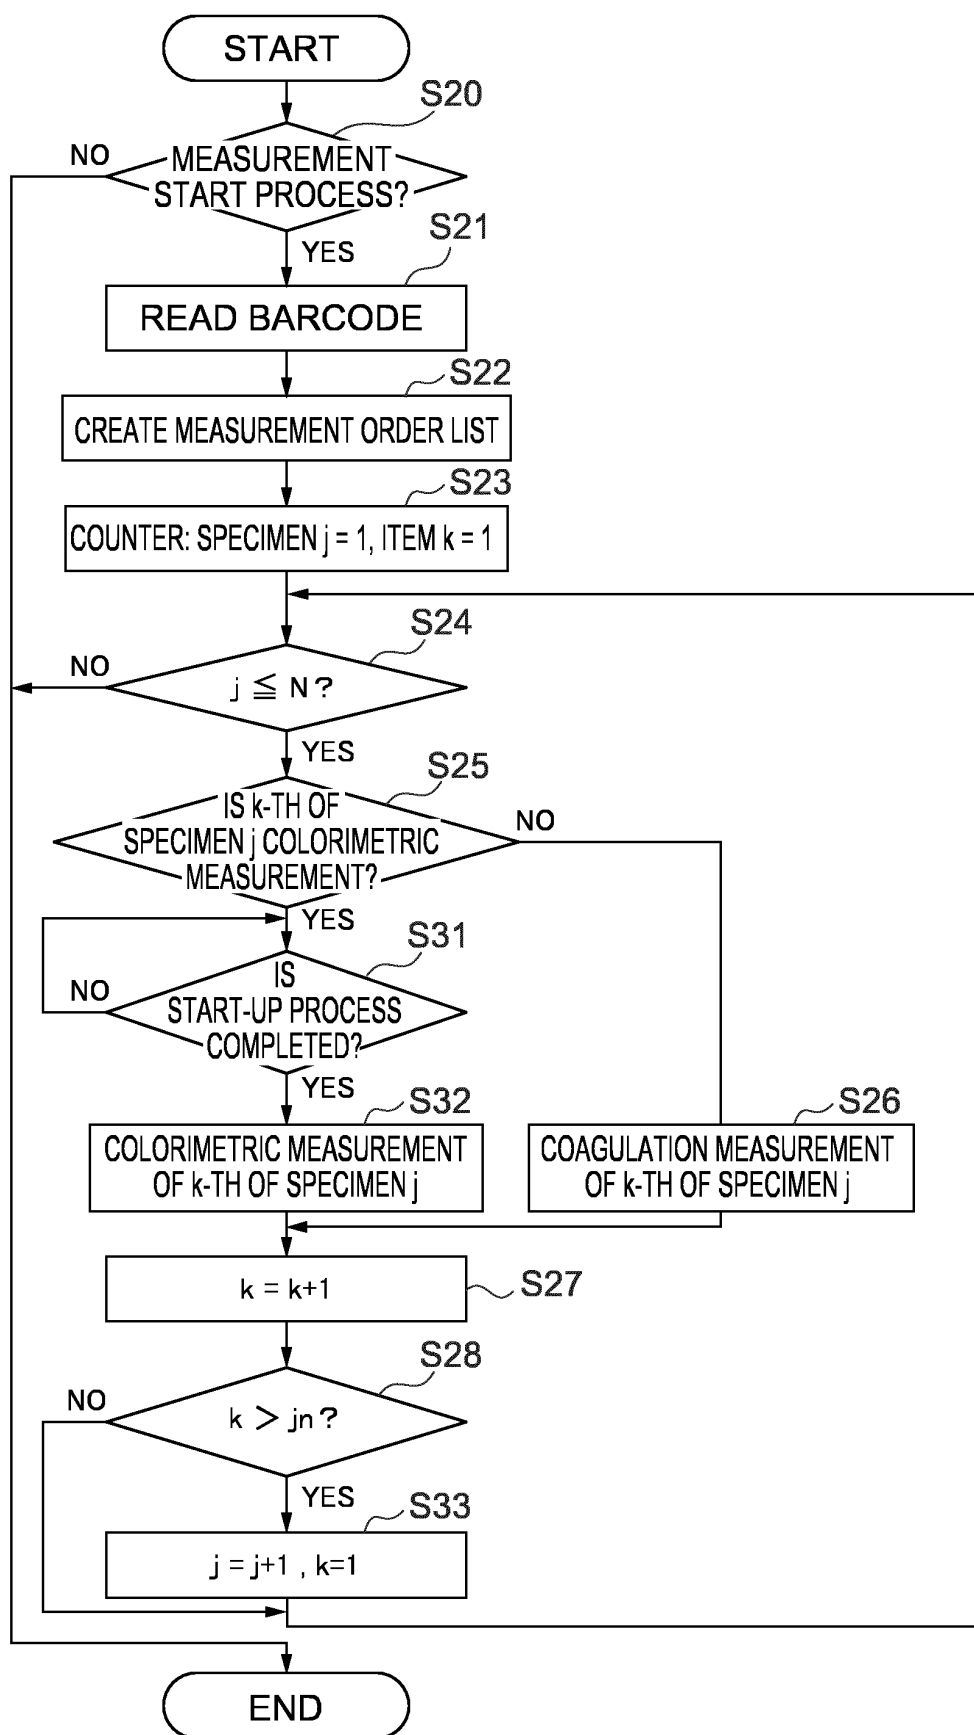 START
S20
NO
MEASUREMENT
START PROCESS?
YES
S21
READ BARCODE
S22
CREATE MEASUREMENT ORDER LIST
S23
COUNTER: SPECIMEN j = 1, ITEM k = 1
S24
NO
j ≦ N ?
YES
S25
IS k-TH OF
SPECIMEN j COLORIMETRIC
MEASUREMENT?
NO
YES
S31
IS
START-UP PROCESS
COMPLETED?
NO
YES
S32
COLORIMETRIC MEASUREMENT
OF k-TH OF SPECIMEN j
S26
COAGULATION MEASUREMENT
OF k-TH OF SPECIMEN j
k = k+1
S27
S28
NO
k > jn ?
YES
S33
j = j+1 , k=1
END